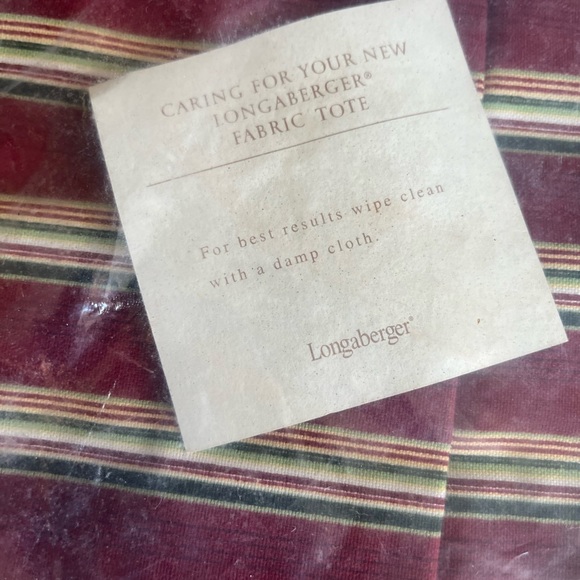 CARING FOR YOUR NEW
LONGABERGER®
FABRIC TOTE
For best results wipe clean
with a damp cloth.
Longaberger®